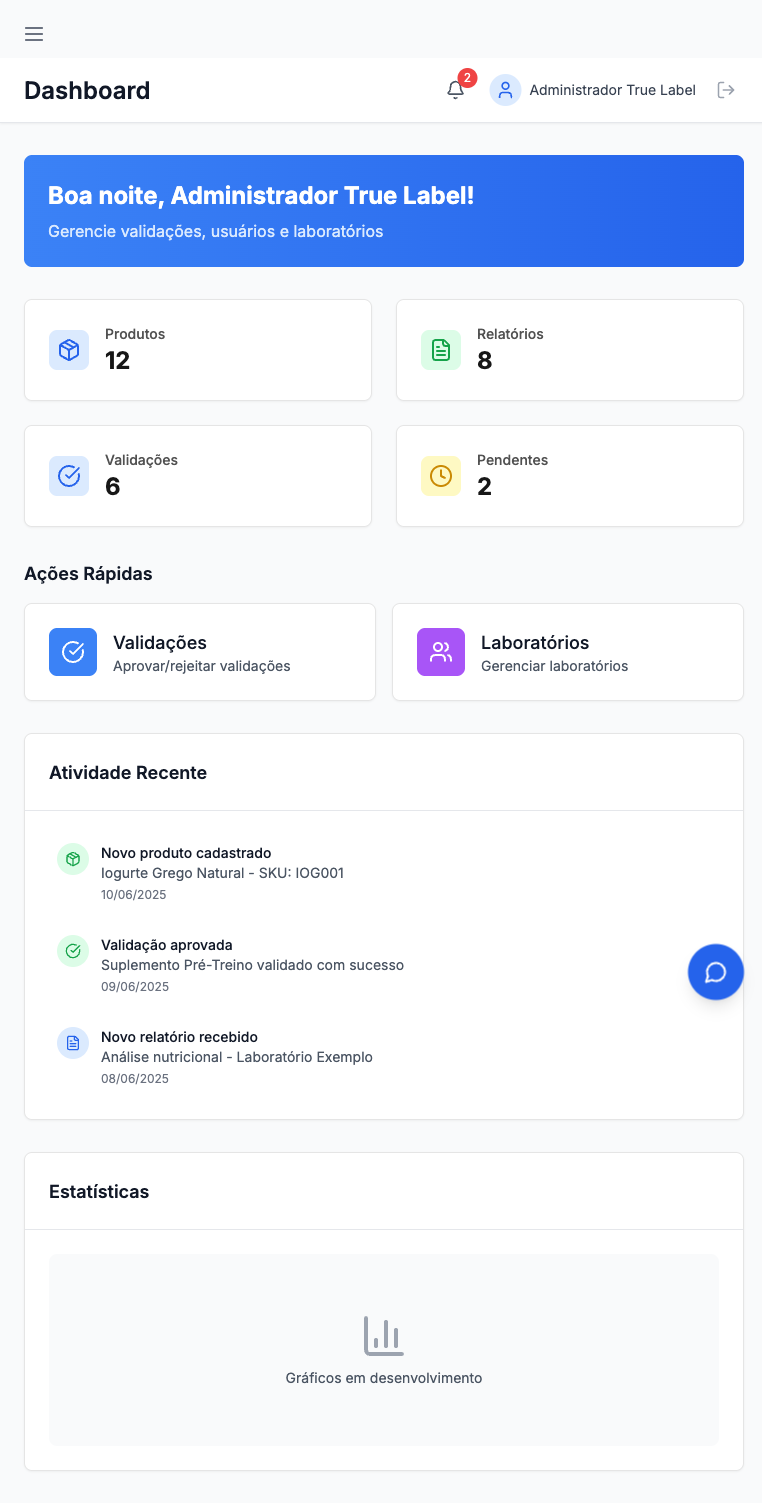 Dashboard
2
Administrador True Label
Boa noite, Administrador True Label!
Gerencie validações, usuários e laboratórios
Produtos
12
Relatórios
8
Validações
6
Pendentes
2
Ações Rápidas
Validações
Aprovar/rejeitar validações
Laboratórios
Gerenciar laboratórios
Atividade Recente
Novo produto cadastrado
Iogurte Grego Natural - SKU: IOG001
10/06/2025
Validação aprovada
Suplemento Pré-Treino validado com sucesso
09/06/2025
Novo relatório recebido
Análise nutricional - Laboratório Exemplo
08/06/2025
Estatísticas
Gráficos em desenvolvimento